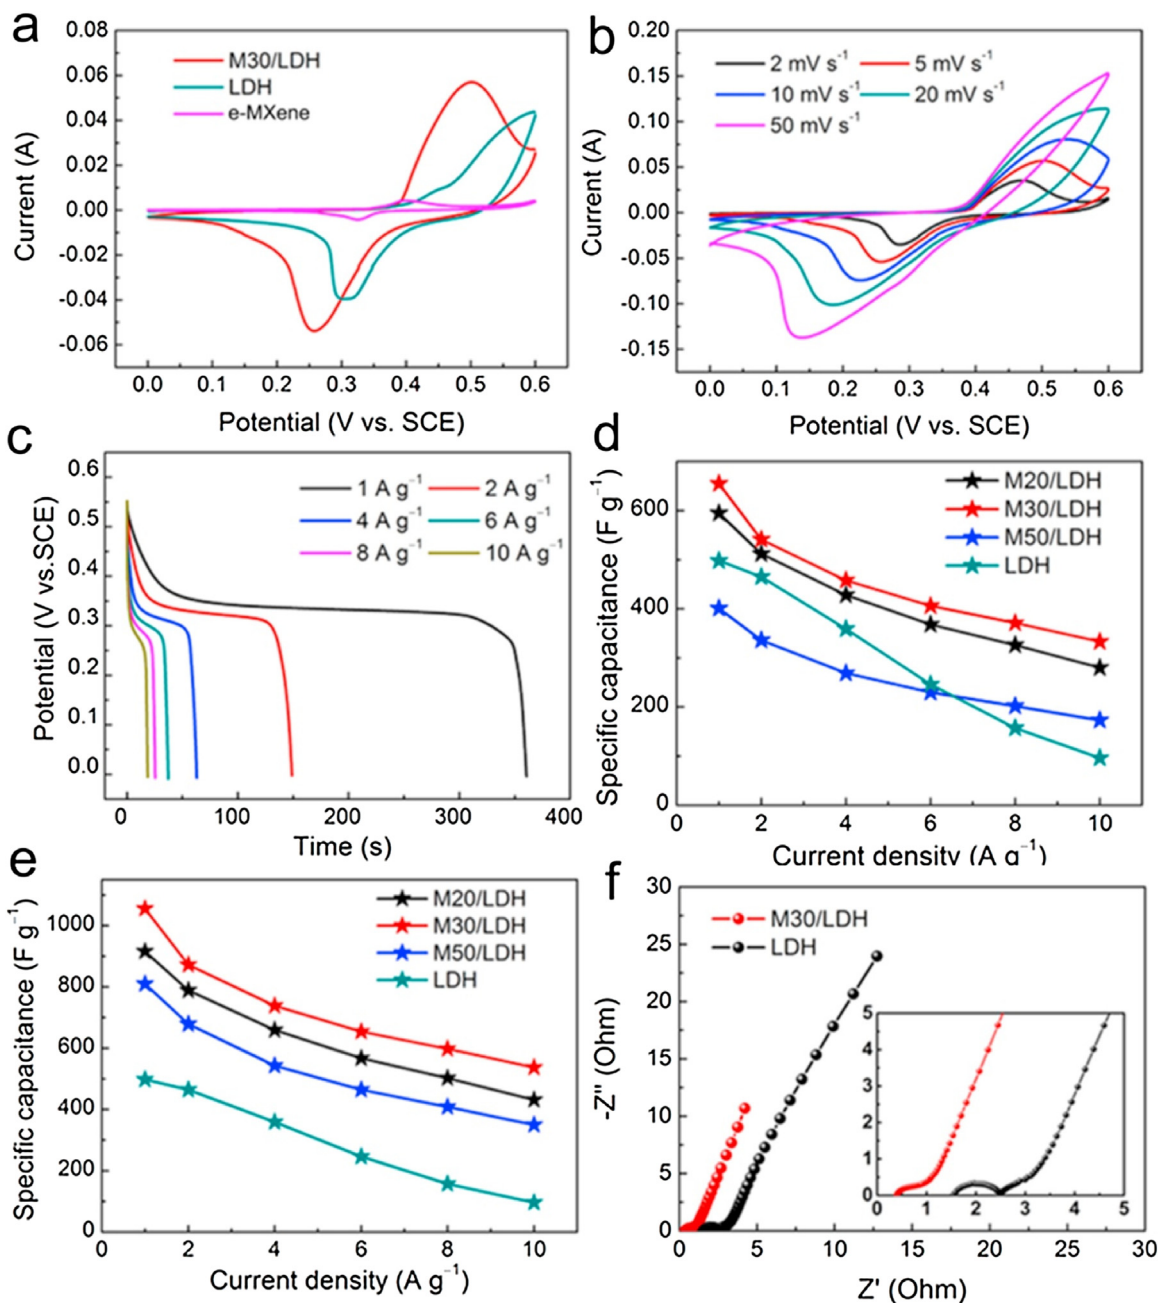 a
0.08
0.06
0.04
0.02
0.00
-0.02
-0.04
-0.06
Current (A)
M30/LDH
LDH
e-MXene
0.0 0.1 0.2 0.3 0.4 0.5 0.6
Potential (V vs. SCE)
b
0.20
0.15
0.10
0.05
0.00
-0.05
-0.10
-0.15
Current (A)
2 mV s⁻¹ 5 mV s⁻¹
10 mV s⁻¹ 20 mV s⁻¹
50 mV s⁻¹
0.0 0.1 0.2 0.3 0.4 0.5 0.6
Potential (V vs. SCE)
c
0.6
0.5
0.4
0.3
0.2
0.1
0.0
Potential (V vs.SCE)
1 A g⁻¹ 2 A g⁻¹
4 A g⁻¹ 6 A g⁻¹
8 A g⁻¹ 10 A g⁻¹
0 100 200 300 400
Time (s)
d
600
400
200
0
Specific capacitance (F g⁻¹)
M20/LDH
M30/LDH
M50/LDH
LDH
0 2 4 6 8 10
Current density (A g⁻¹)
e
1000
800
600
400
200
0
Specific capacitance (F g⁻¹)
M20/LDH
M30/LDH
M50/LDH
LDH
0 2 4 6 8 10
Current density (A g⁻¹)
f
30
25
20
15
10
5
0
-Z'' (Ohm)
M30/LDH
LDH
5
4
3
2
1
0
0 1 2 3 4 5
0 5 10 15 20 25 30
Z' (Ohm)